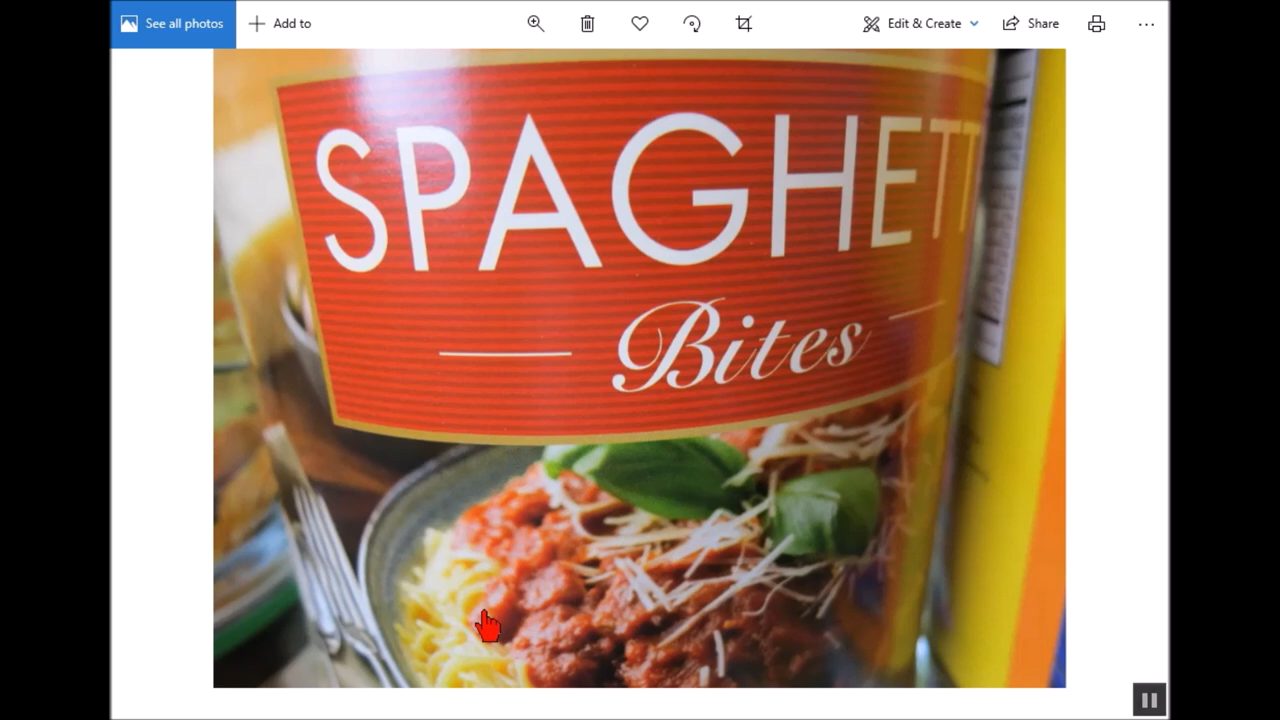 See all photos
Add to
Edit & Create
Share
SPAGHETT
Bites